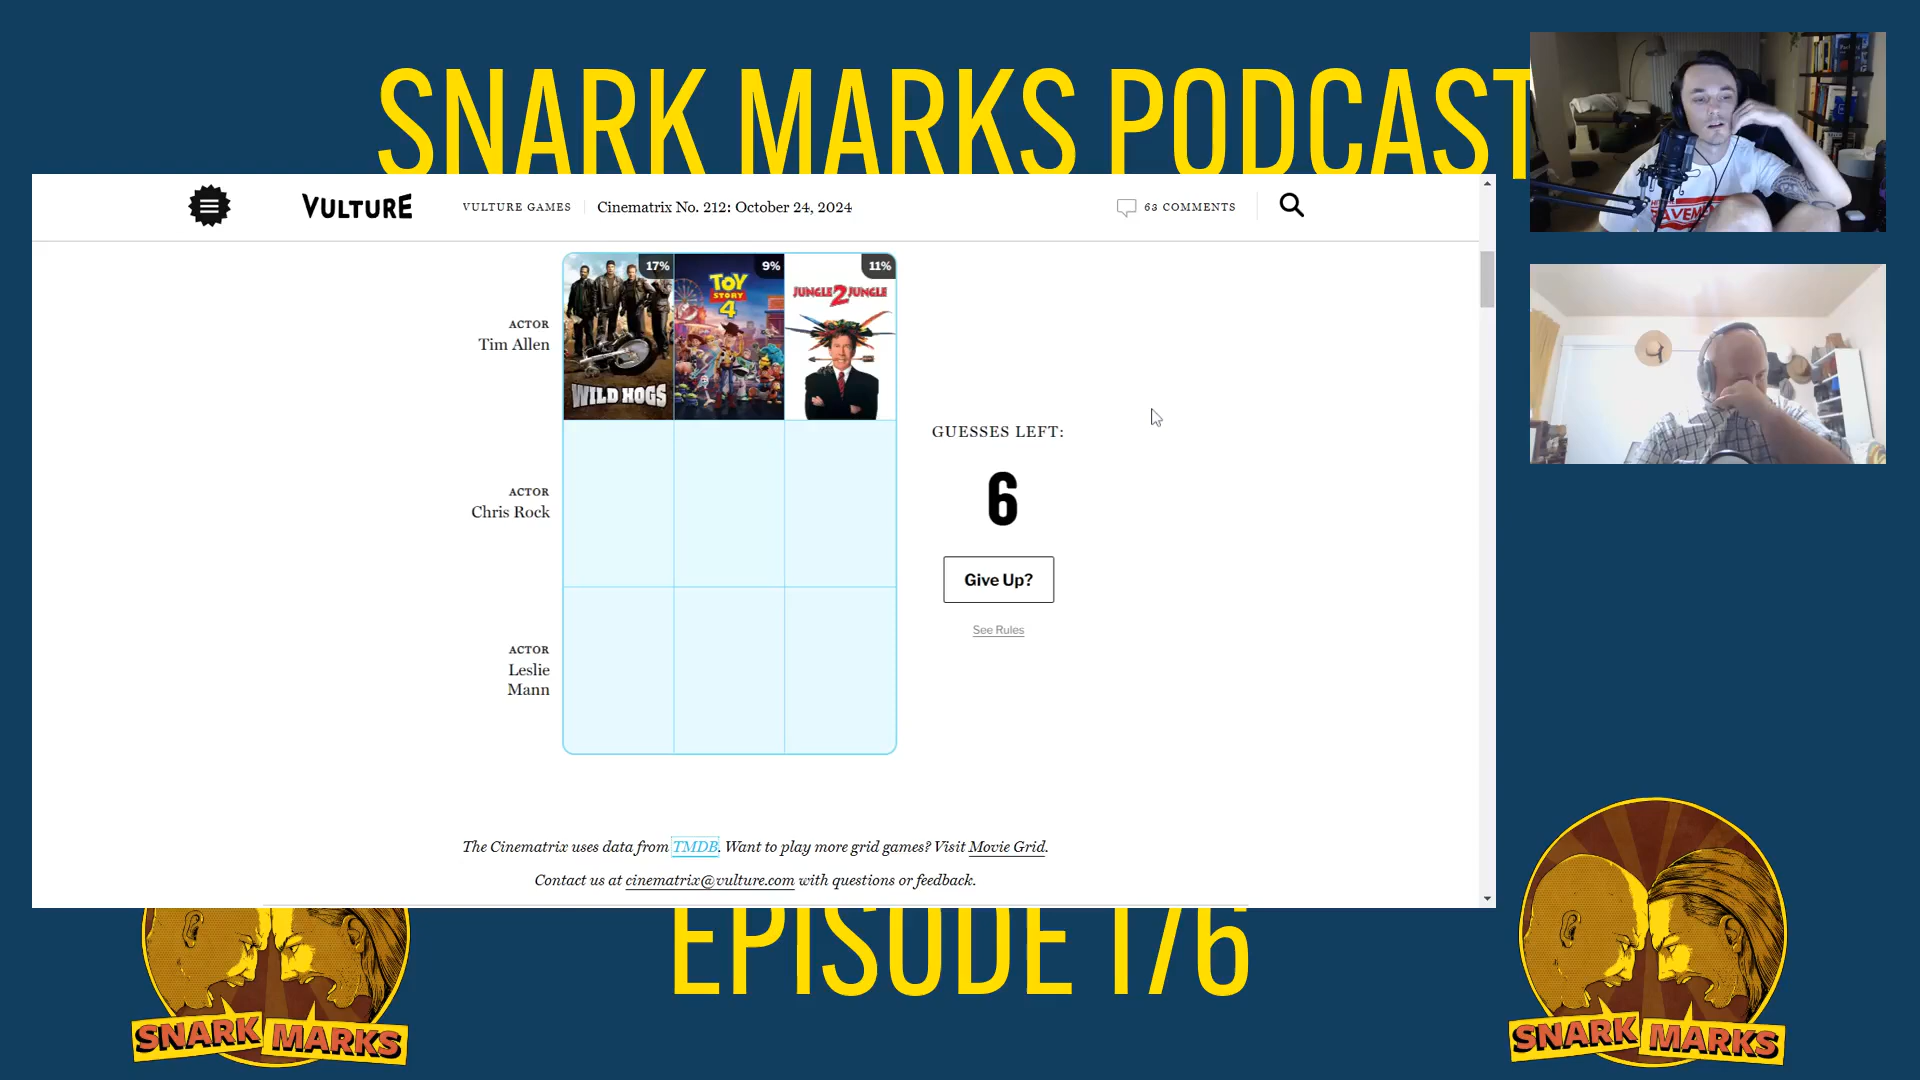 SNARK MARKS PODCAST
VULTURE
VULTURE GAMES
Cinematrix No. 212: October 24, 2024
63 COMMENTS
17%
9%
11%
TOY
STORY
4
JUNGLE 2 JUNGLE
WILD HOGS
ACTOR
Tim Allen
ACTOR
Chris Rock
ACTOR
Leslie
Mann
GUESSES LEFT:
6
Give Up?
See Rules
The Cinematrix uses data from TMDB. Want to play more grid games? Visit Movie Grid.
Contact us at cinematrix@vulture.com with questions or feedback.
EPISODE 176
SNARK MARKS
SNARK MARKS